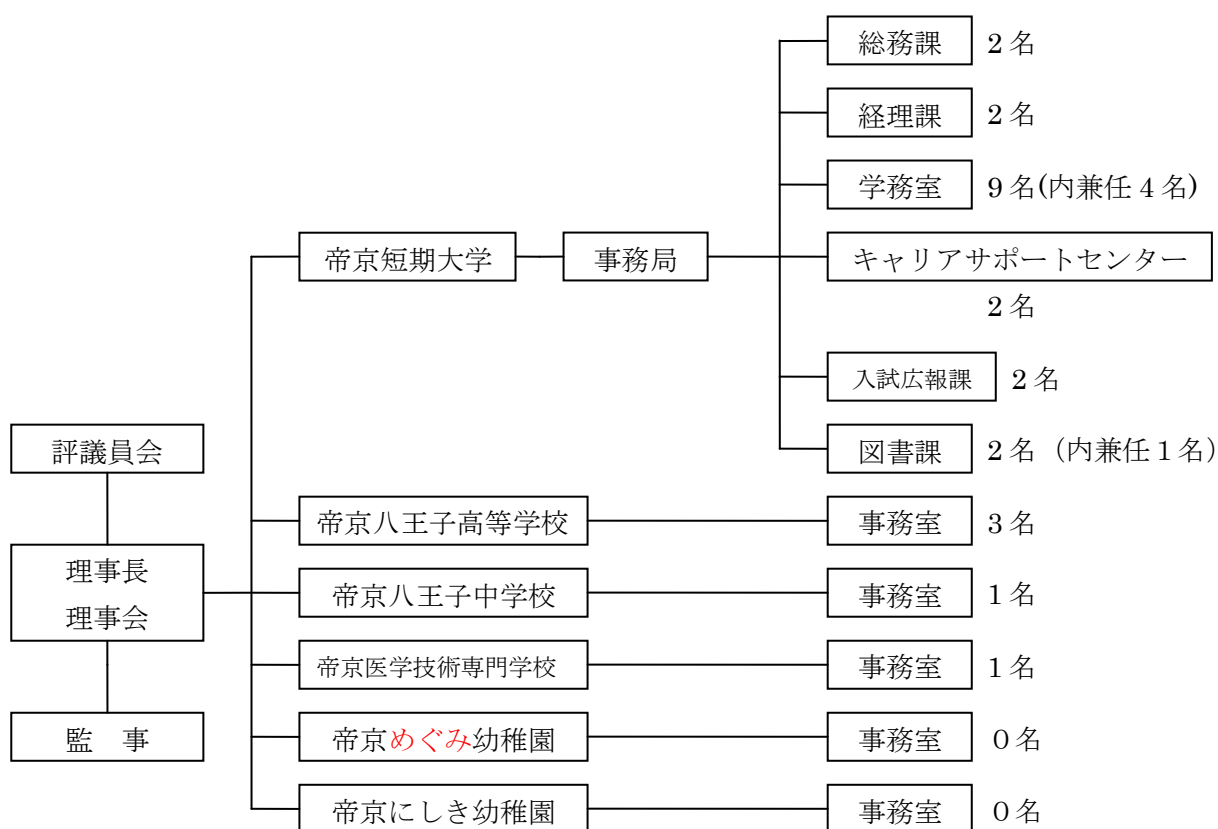 総務課 2名
経理課 2名
学務室 9名(内兼任4名)
帝京短期大学 事務局 キャリアサポートセンター
2名
入試広報課 2名
評議員会 図書課 2名（内兼任1名）
帝京八王子高等学校 事務室 3名
理事長
理事会
帝京八王子中学校 事務室 1名
帝京医学技術専門学校 事務室 1名
監　事 帝京めぐみ幼稚園 事務室 0名
帝京にしき幼稚園 事務室 0名